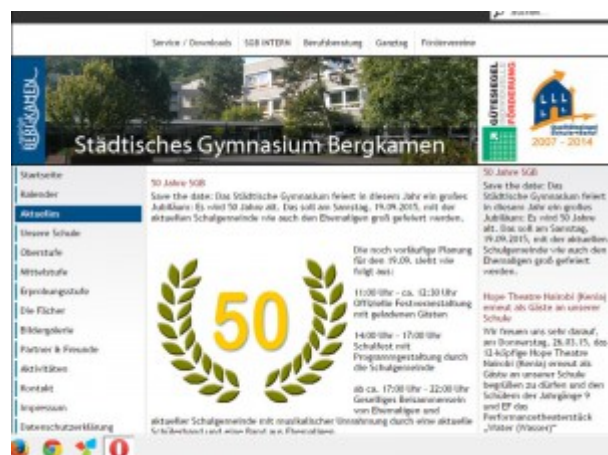 Suchen...
Service / Downloads SGB INTERN Berufsberatung Ganztag Fördervereine
BERGKAMEN
Städtisches Gymnasium Bergkamen
GÜTESIEGEL
FÖRDERUNG
2007 - 2014
Startseite
Kalender
Aktuelles
Unsere Schule
Oberstufe
Mittelstufe
Erprobungsstufe
Die Fächer
Bildergalerie
Partner & Freunde
Aktivitäten
Kontakt
Impressum
Datenschutzerklärung
50 Jahre SGB
Save the date: Das Städtische Gymnasium feiert in diesem Jahr ein großes
Jubiläum: Es wird 50 Jahre alt. Das soll am Samstag, 19.09.2015, mit der
aktuellen Schulgemeinde wie auch den Ehemaligen groß gefeiert werden.
50
Die noch vorläufige Planung
für den 19.09. sieht wie
folgt aus:
11:00 Uhr - ca. 12:30 Uhr
Offizielle Festveranstaltung
mit geladenen Gästen
14:00 Uhr - 17:00 Uhr
Schulfest mit
Programmgestaltung durch
die Schulgemeinde
ab ca. 17:00 Uhr - 22:00 Uhr
Geselliges Beisammensein
von Ehemaligen und
aktueller Schulgemeinde mit musikalischer Umrahmung durch eine aktuelle
Schülerband und eine Band aus Ehemaligen.
50 Jahre SGB
Save the date: Das
Städtische Gymnasium feiert
in diesem Jahr ein großes
Jubiläum: Es wird 50 Jahre
alt. Das soll am Samstag,
19.09.2015, mit der aktuellen
Schulgemeinde wie auch den
Ehemaligen groß gefeiert
werden.
Hope Theatre Nairobi (Kenia)
erneut als Gäste an unserer
Schule
Wir freuen uns sehr darauf,
am Donnerstag, 26.03.15, das
12-köpfige Hope Theatre
Nairobi (Kenia) erneut als
Gäste an unserer Schule
begrüßen zu dürfen und den
Schülern der Jahrgänge 9
und EF das
Performancetheaterstück
„Water (Wasser)“